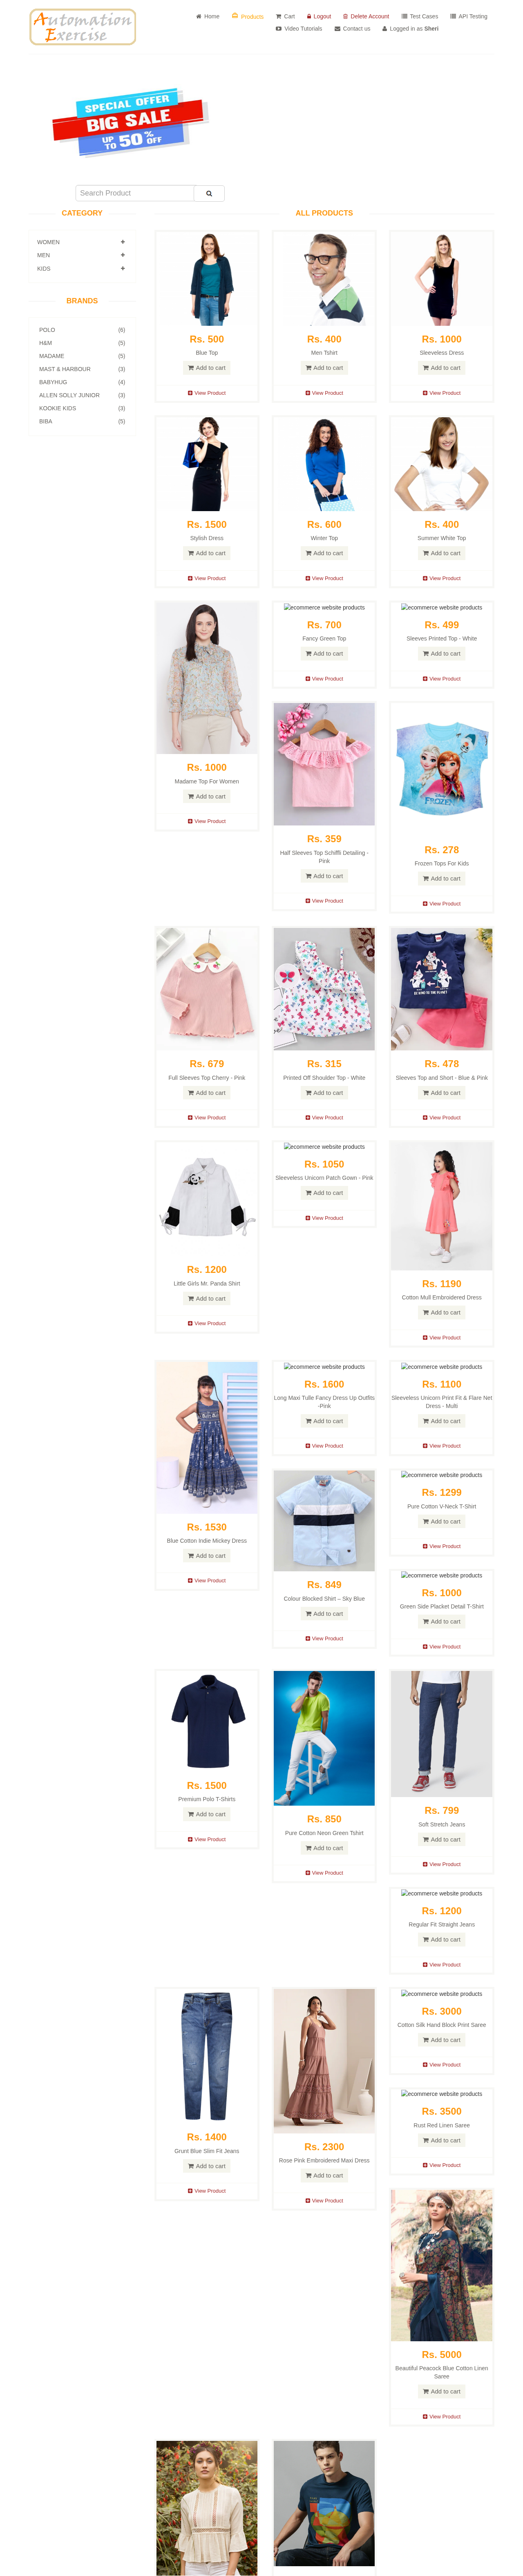 Automation
Exercise
Home
Products
Cart
Logout
Delete Account
Test Cases
API Testing
Video Tutorials
Contact us
Logged in as Sheri
SPECIAL OFFER
BIG SALE
UP TO 50 % OFF
Search Product
CATEGORY
WOMEN
MEN
KIDS
BRANDS
POLO (6)
H&M (5)
MADAME (5)
MAST & HARBOUR (3)
BABYHUG (4)
ALLEN SOLLY JUNIOR (3)
KOOKIE KIDS (3)
BIBA (5)
ALL PRODUCTS
Rs. 500
Blue Top
Add to cart
View Product
Rs. 400
Men Tshirt
Add to cart
View Product
Rs. 1000
Sleeveless Dress
Add to cart
View Product
Rs. 1500
Stylish Dress
Add to cart
View Product
Rs. 600
Winter Top
Add to cart
View Product
Rs. 400
Summer White Top
Add to cart
View Product
Rs. 1000
Madame Top For Women
Add to cart
View Product
ecommerce website products
Rs. 700
Fancy Green Top
Add to cart
View Product
ecommerce website products
Rs. 499
Sleeves Printed Top - White
Add to cart
View Product
Rs. 359
Half Sleeves Top Schiffli Detailing -
Pink
Add to cart
View Product
FROZEN
Rs. 278
Frozen Tops For Kids
Add to cart
View Product
Rs. 679
Full Sleeves Top Cherry - Pink
Add to cart
View Product
Rs. 315
Printed Off Shoulder Top - White
Add to cart
View Product
BE KIND TO THE PLANET
Rs. 478
Sleeves Top and Short - Blue & Pink
Add to cart
View Product
Rs. 1200
Little Girls Mr. Panda Shirt
Add to cart
View Product
ecommerce website products
Rs. 1050
Sleeveless Unicorn Patch Gown - Pink
Add to cart
View Product
Rs. 1190
Cotton Mull Embroidered Dress
Add to cart
View Product
Rs. 1530
Blue Cotton Indie Mickey Dress
Add to cart
View Product
ecommerce website products
Rs. 1600
Long Maxi Tulle Fancy Dress Up Outfits
-Pink
Add to cart
View Product
ecommerce website products
Rs. 1100
Sleeveless Unicorn Print Fit & Flare Net
Dress - Multi
Add to cart
View Product
Rs. 849
Colour Blocked Shirt – Sky Blue
Add to cart
View Product
ecommerce website products
Rs. 1299
Pure Cotton V-Neck T-Shirt
Add to cart
View Product
ecommerce website products
Rs. 1000
Green Side Placket Detail T-Shirt
Add to cart
View Product
Rs. 1500
Premium Polo T-Shirts
Add to cart
View Product
Rs. 850
Pure Cotton Neon Green Tshirt
Add to cart
View Product
Rs. 799
Soft Stretch Jeans
Add to cart
View Product
ecommerce website products
Rs. 1200
Regular Fit Straight Jeans
Add to cart
View Product
Rs. 1400
Grunt Blue Slim Fit Jeans
Add to cart
View Product
Rs. 2300
Rose Pink Embroidered Maxi Dress
Add to cart
View Product
ecommerce website products
Rs. 3000
Cotton Silk Hand Block Print Saree
Add to cart
View Product
ecommerce website products
Rs. 3500
Rust Red Linen Saree
Add to cart
View Product
Rs. 5000
Beautiful Peacock Blue Cotton Linen
Saree
Add to cart
View Product